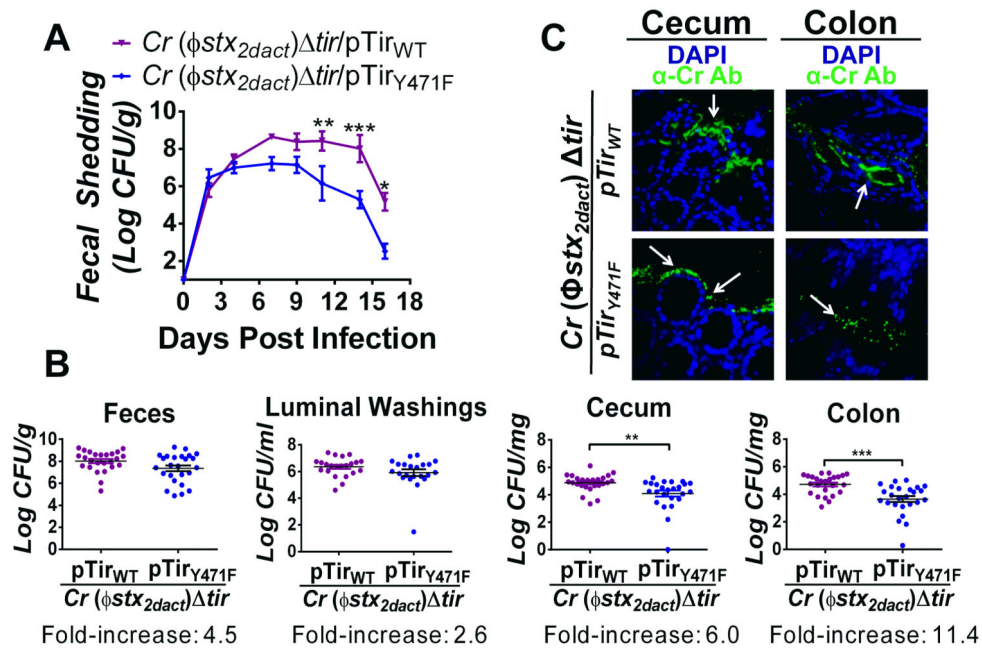 A
Cr (ϕstx2dact)Δtir/pTirWT
Cr (ϕstx2dact)Δtir/pTirY471F
Fecal Shedding
(Log CFU/g)
10
8
6
4
2
** *** *
0 3 6 9 12 15 18
Days Post Infection
C
Cecum Colon
DAPI DAPI
α-Cr Ab α-Cr Ab
Cr (Φstx2dact) Δtir
pTirWT
pTirY471F
B
Feces
Log CFU/g
10
8
6
4
2
0
pTirWT pTirY471F
Cr (ϕstx2dact)Δtir
Fold-increase: 4.5
Luminal Washings
Log CFU/ml
8
6
4
2
0
pTirWT pTirY471F
Cr (ϕstx2dact)Δtir
Fold-increase: 2.6
Cecum
Log CFU/mg
8
6
4
2
0
**
pTirWT pTirY471F
Cr (ϕstx2dact)Δtir
Fold-increase: 6.0
Colon
Log CFU/mg
8
6
4
2
0
***
pTirWT pTirY471F
Cr (ϕstx2dact)Δtir
Fold-increase: 11.4